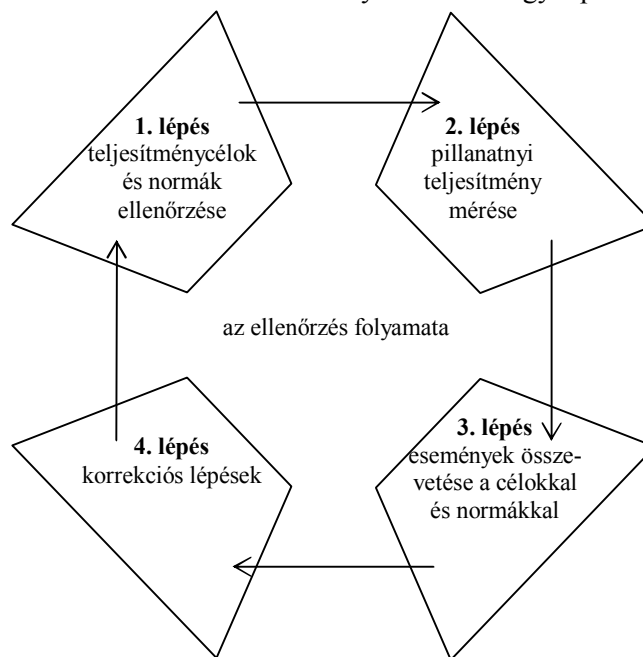 1. lépés
teljesítménycélok
és normák
ellenőrzése
2. lépés
pillanatnyi
teljesítmény
mérése
az ellenőrzés folyamata
3. lépés
események össze-
vetése a célokkal
és normákkal
4. lépés
korrekciós lépések